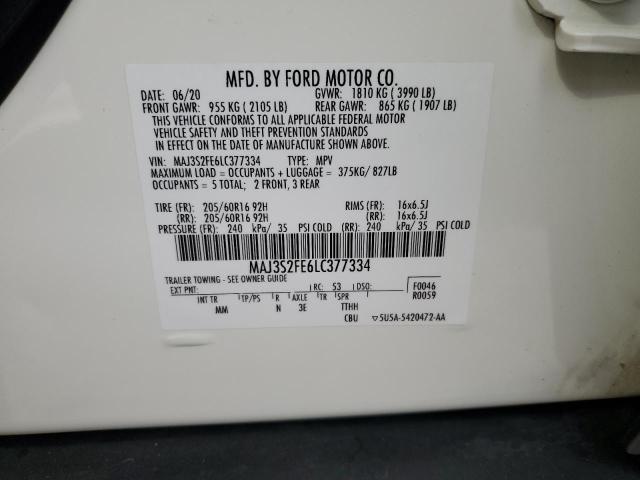 MFD. BY FORD MOTOR CO.
DATE: 06/20 GVWR: 1810 KG ( 3990 LB)
FRONT GAWR: 955 KG ( 2105 LB) REAR GAWR: 865 KG ( 1907 LB)
THIS VEHICLE CONFORMS TO ALL APPLICABLE FEDERAL MOTOR
VEHICLE SAFETY AND THEFT PREVENTION STANDARDS
IN EFFECT ON THE DATE OF MANUFACTURE SHOWN ABOVE.
VIN: MAJ3S2FE6LC377334 TYPE: MPV
MAXIMUM LOAD = OCCUPANTS + LUGGAGE = 375KG/ 827LB
OCCUPANTS = 5 TOTAL; 2 FRONT, 3 REAR
TIRE (FR): 205/60R16 92H RIMS (FR): 16x6.5J
(RR): 205/60R16 92H (RR): 16x6.5J
PRESSURE (FR): 240 kPa/ 35 PSI COLD (RR): 240 kPa/ 35 PSI COLD
MAJ3S2FE6LC377334
TRAILER TOWING - SEE OWNER GUIDE
EXT PNT: RC: 53 DSO: F0046
INT TR TP/PS R AXLE TR SPR R0059
MM N 3E TTHH
CBU ▽5U5A-5420472-AA